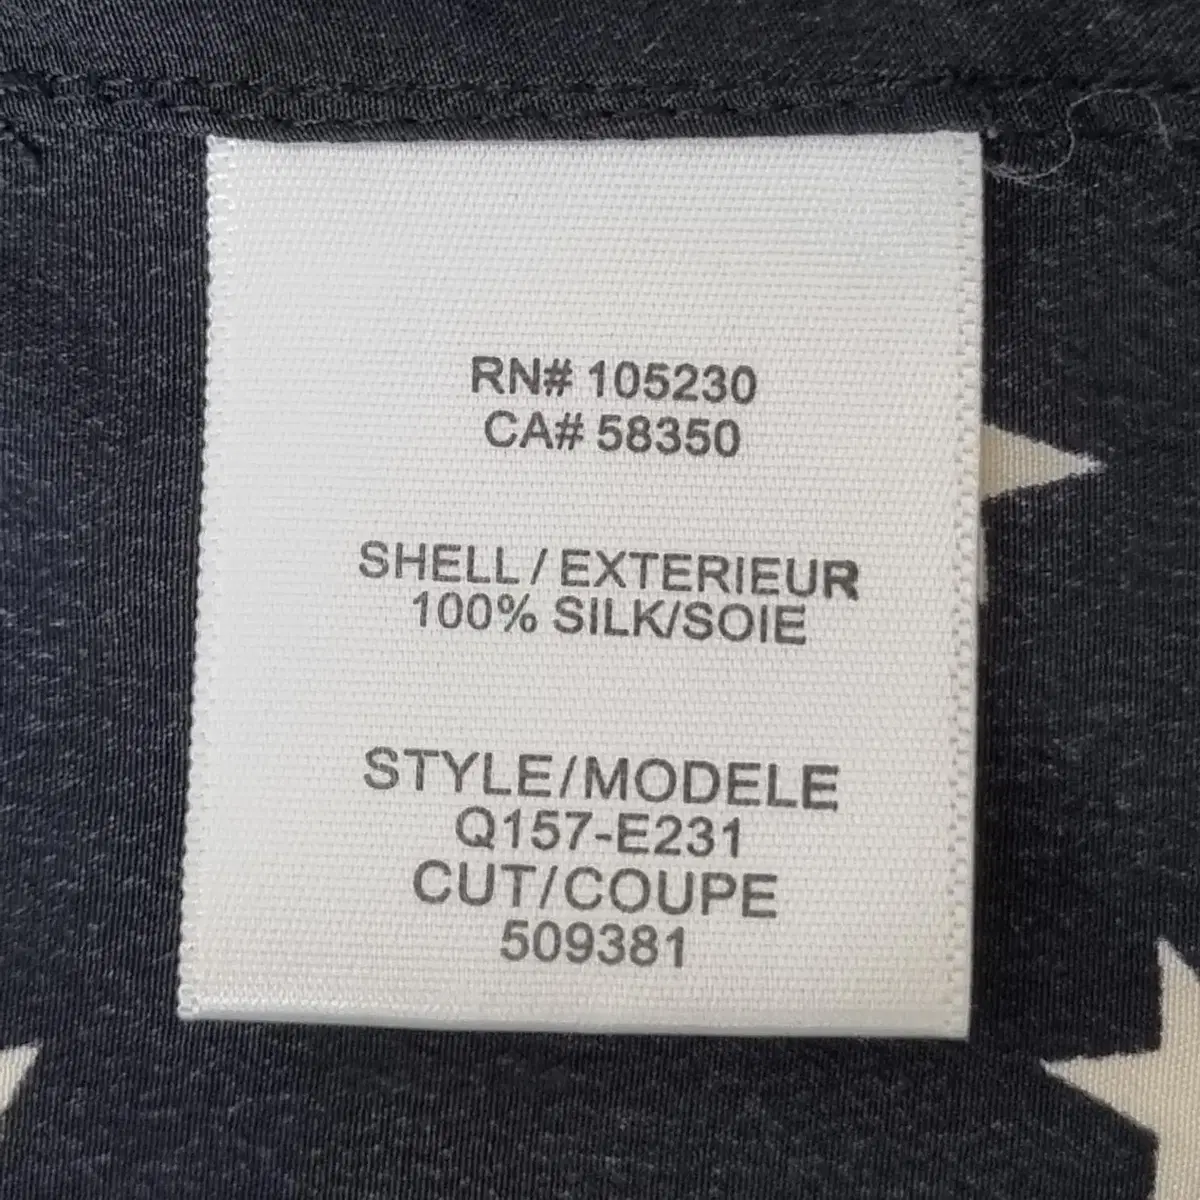 RN# 105230
CA# 58350
SHELL / EXTERIEUR
100% SILK/SOIE
STYLE/MODELE
Q157-E231
CUT/COUPE
509381